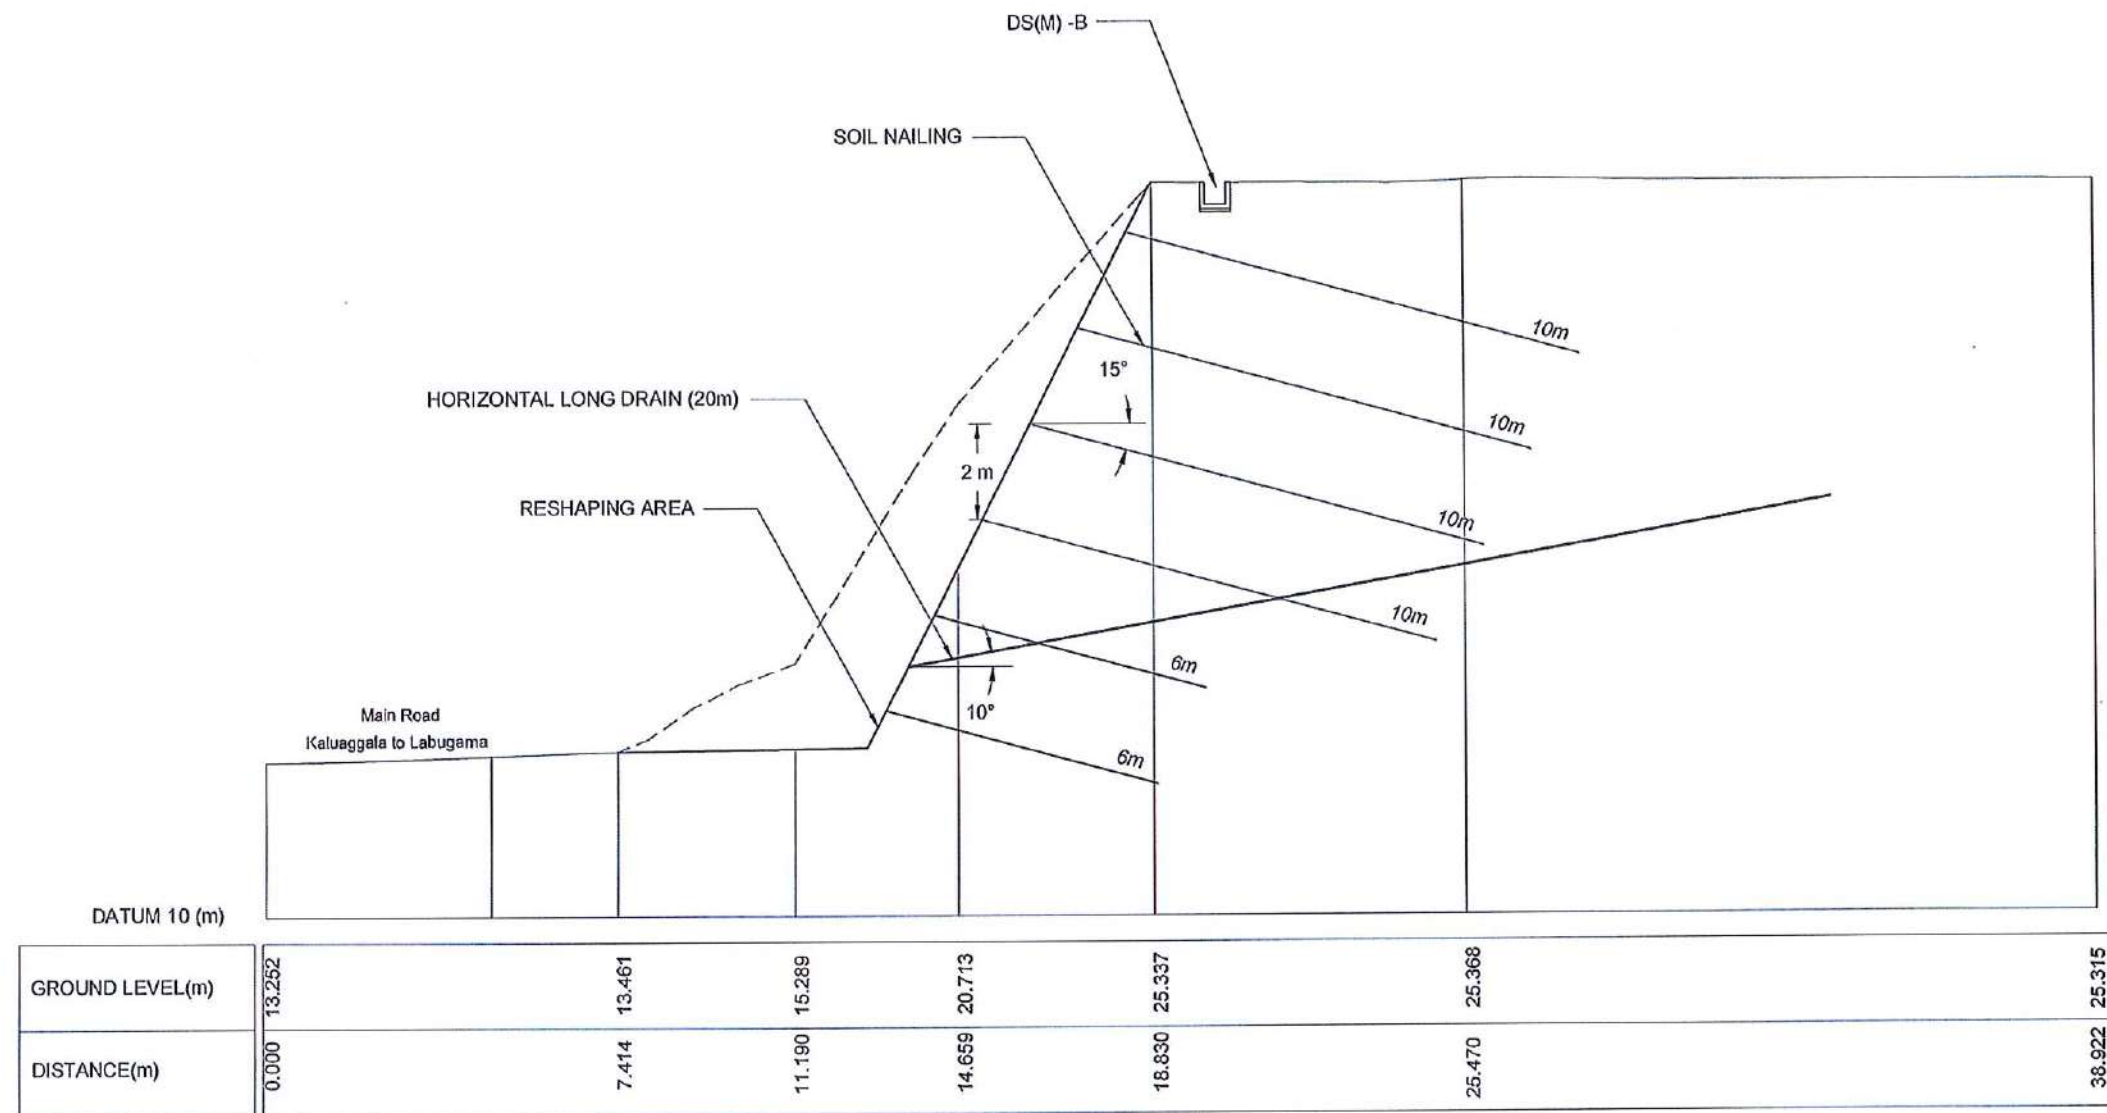 DS(M) -B
SOIL NAILING
10m
10m
15°
HORIZONTAL LONG DRAIN (20m)
2 m
10m
RESHAPING AREA
10m
6m
10°
Main Road
Kaluaggala to Labugama
6m
DATUM 10 (m)
GROUND LEVEL(m) 13.252 13.461 15.289 20.713 25.337 25.368 25.315
DISTANCE(m) 0.000 7.414 11.190 14.659 18.830 25.470 38.922